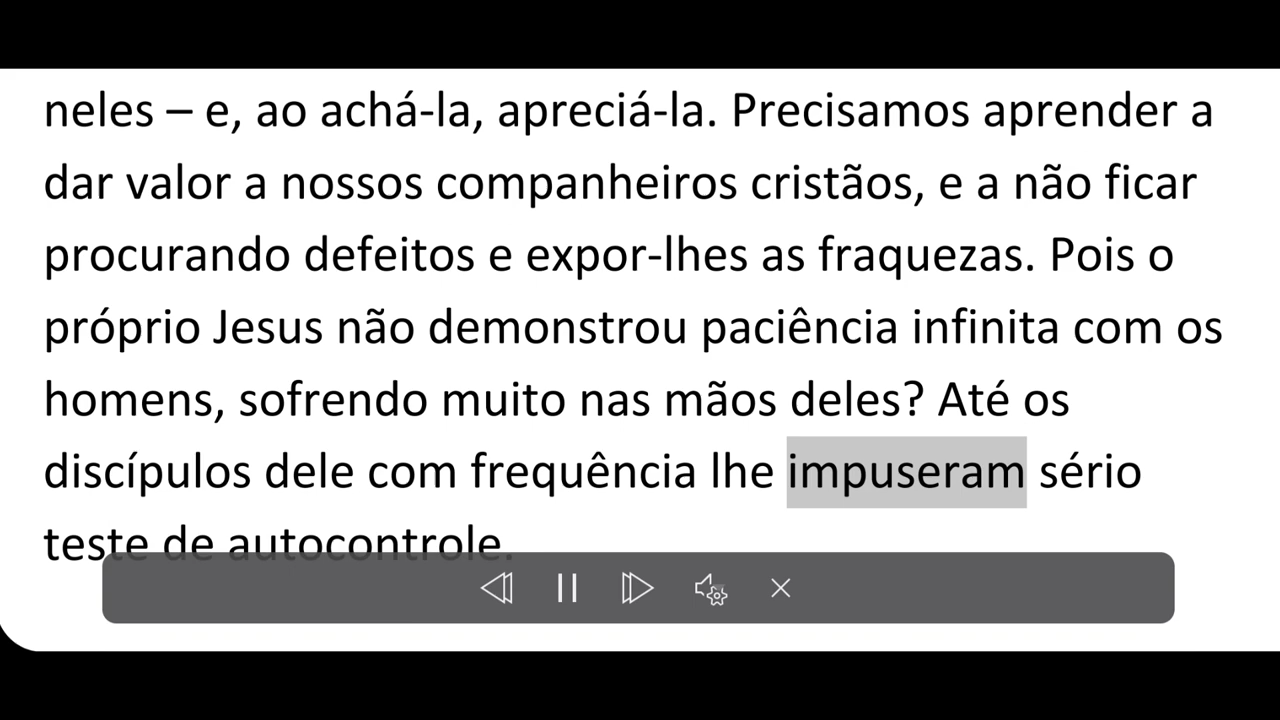 neles – e, ao achá-la, apreciá-la. Precisamos aprender a
dar valor a nossos companheiros cristãos, e a não ficar
procurando defeitos e expor-lhes as fraquezas. Pois o
próprio Jesus não demonstrou paciência infinita com os
homens, sofrendo muito nas mãos deles? Até os
discípulos dele com frequência lhe impuseram sério
teste de autocontrole.